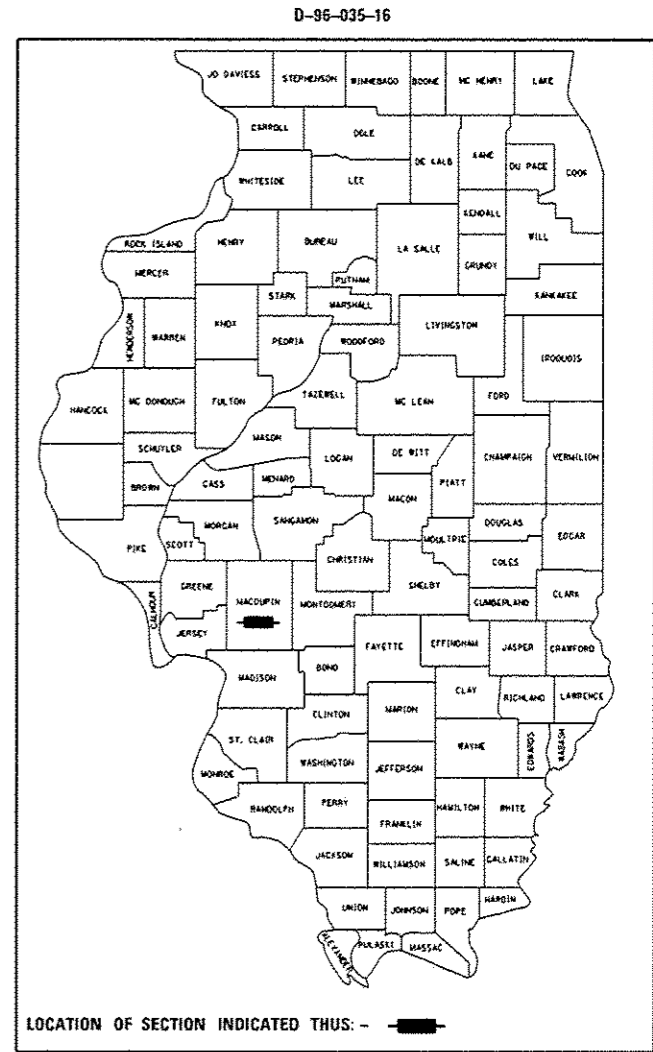 D-96-035-16
JO DAVIESS STEPHENSON WINNEBAGO BOONE MC HENRY LAKE
CARROLL OGLE DE KALB KANE DU PAGE COOK
WHITESIDE LEE KENDALL WILL
ROCK ISLAND HENRY BUREAU LA SALLE GRUNDY
MERCER PUTNAM KANKAKEE
HENDERSON WARREN KNOX STARK MARSHALL LIVINGSTON
PEORIA WOODFORD IROQUOIS
HANCOCK MC DONOUGH FULTON TAZEWELL MC LEAN FORD
MASON
SCHUYLER LOGAN DE WITT CHAMPAIGN VERMILION
BROWN CASS MENARD MACON PIATT
MORGAN SANGAMON DOUGLAS
PIKE SCOTT CHRISTIAN MOULTRIE COLES EDGAR
GREENE MACOUPIN MONTGOMERY SHELBY CUMBERLAND CLARK
CALHOUN JERSEY FAYETTE EFFINGHAM JASPER CRAWFORD
MADISON BOND CLAY RICHLAND LAWRENCE
CLINTON MARION
ST. CLAIR WAYNE EDWARDS WABASH
MONROE WASHINGTON JEFFERSON
RANDOLPH PERRY HAMILTON WHITE
FRANKLIN
JACKSON WILLIAMSON SALINE GALLATIN
UNION JOHNSON POPE HARDIN
ALEXANDER PULASKI MASSAC
LOCATION OF SECTION INDICATED THUS: -